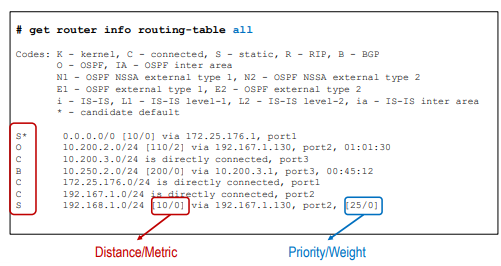 # get router info routing-table all
Codes: K - kernel, C - connected, S - static, R - RIP, B - BGP
O - OSPF, IA - OSPF inter area
N1 - OSPF NSSA external type 1, N2 - OSPF NSSA external type 2
E1 - OSPF external type 1, E2 - OSPF external type 2
i - IS-IS, L1 - IS-IS level-1, L2 - IS-IS level-2, ia - IS-IS inter area
* - candidate default
S* 0.0.0.0/0 [10/0] via 172.25.176.1, port1
O 10.200.2.0/24 [110/2] via 192.167.1.130, port2, 01:01:30
C 10.200.3.0/24 is directly connected, port3
B 10.250.2.0/24 [200/0] via 10.200.3.1, port3, 00:45:12
C 172.25.176.0/24 is directly connected, port1
C 192.167.1.0/24 is directly connected, port2
S 192.168.1.0/24 [10/0] via 192.167.1.130, port2, [25/0]
Distance/Metric Priority/Weight